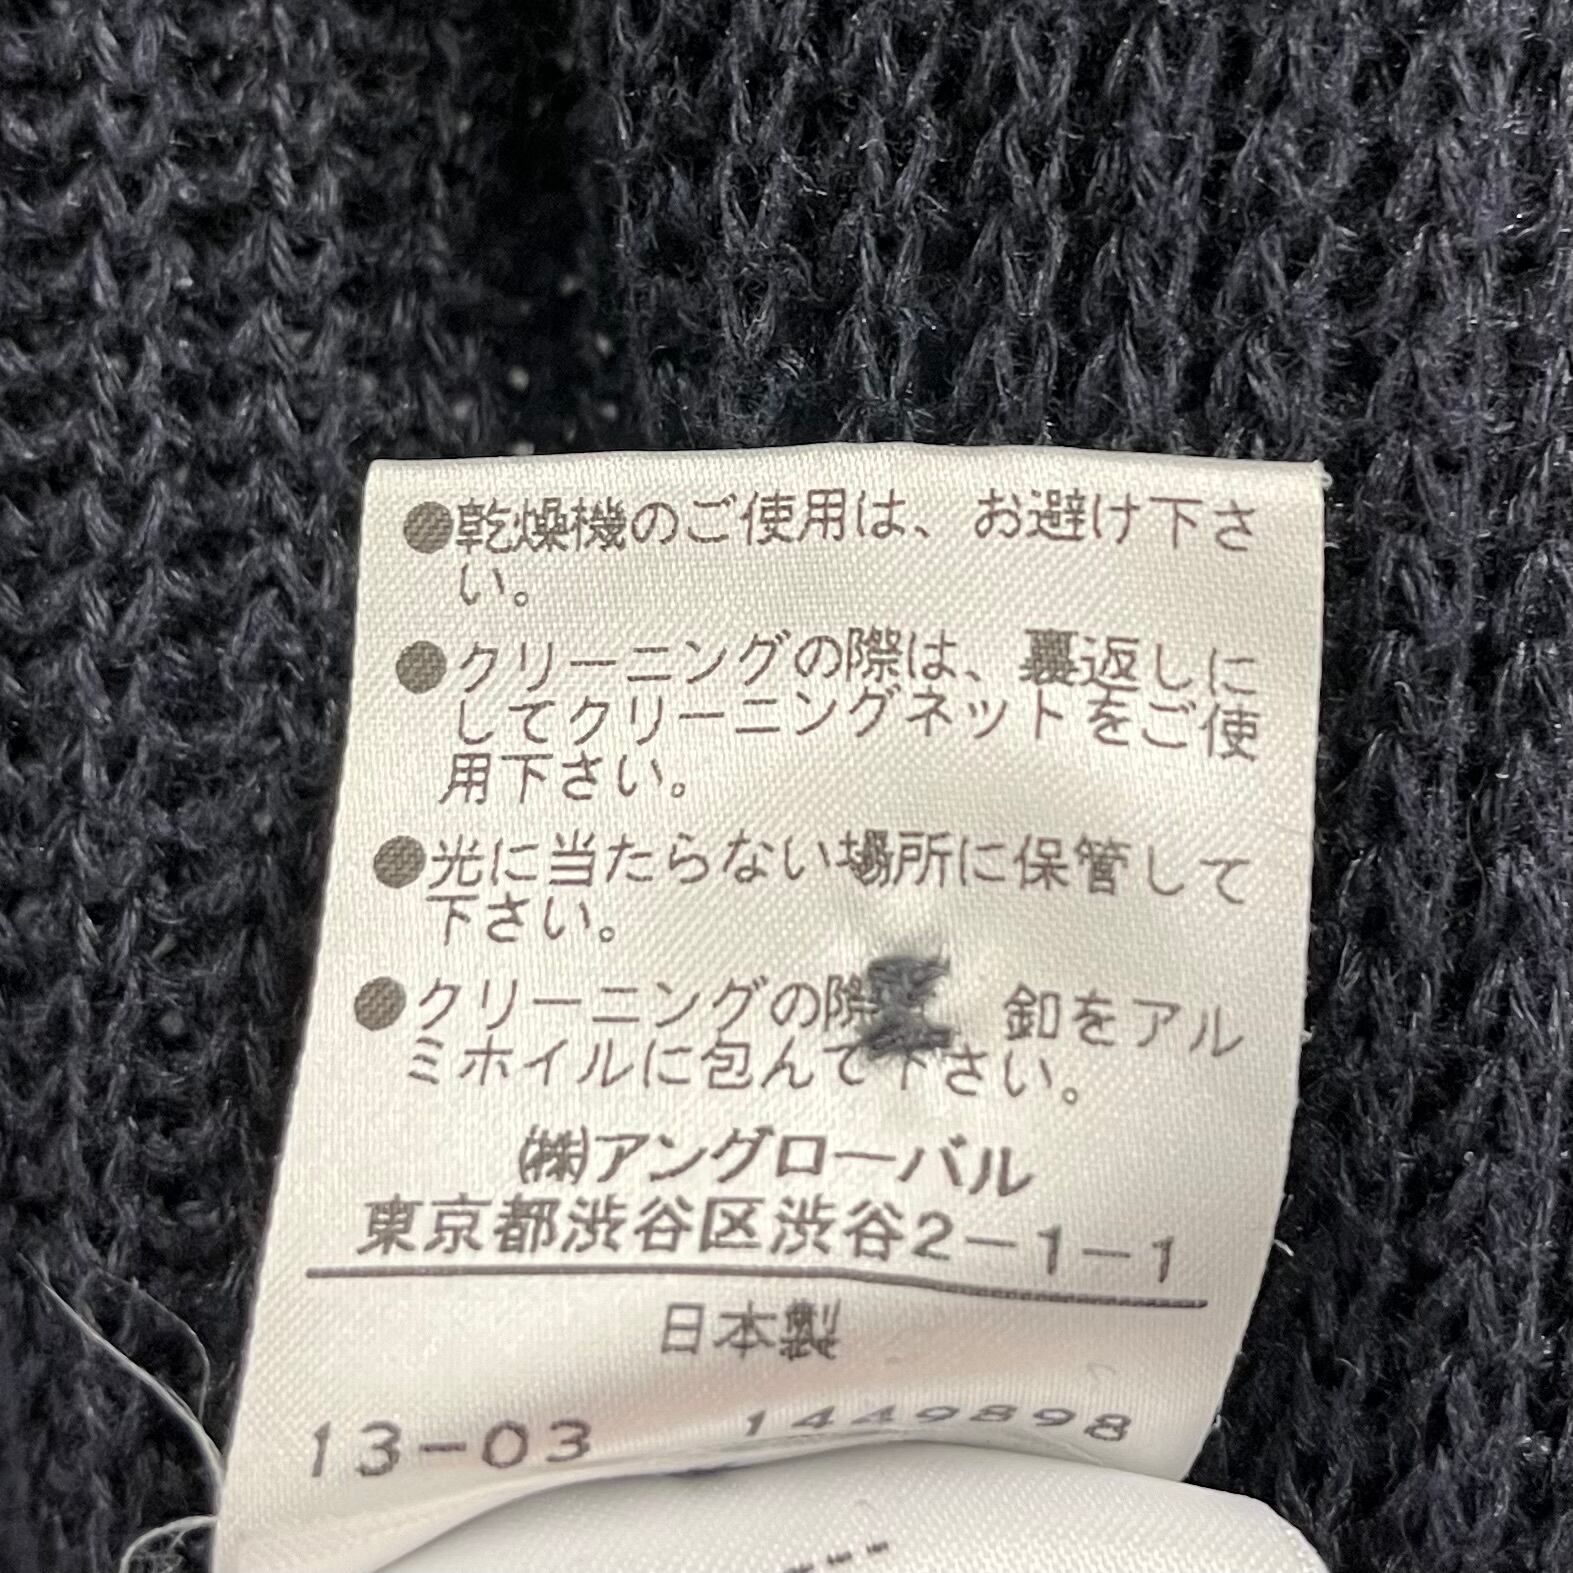 ●乾燥機のご使用は、お避け下さ
い。
●クリーニングの際は、裏返しに
してクリーニングネットをご使
用下さい。
●光に当たらない場所に保管して
下さい。
●クリーニングの際 釦をアル
ミホイルに包んで下さい。
㈱アングローバル
東京都渋谷区渋谷2-1-1
日本製
13-03 1449898